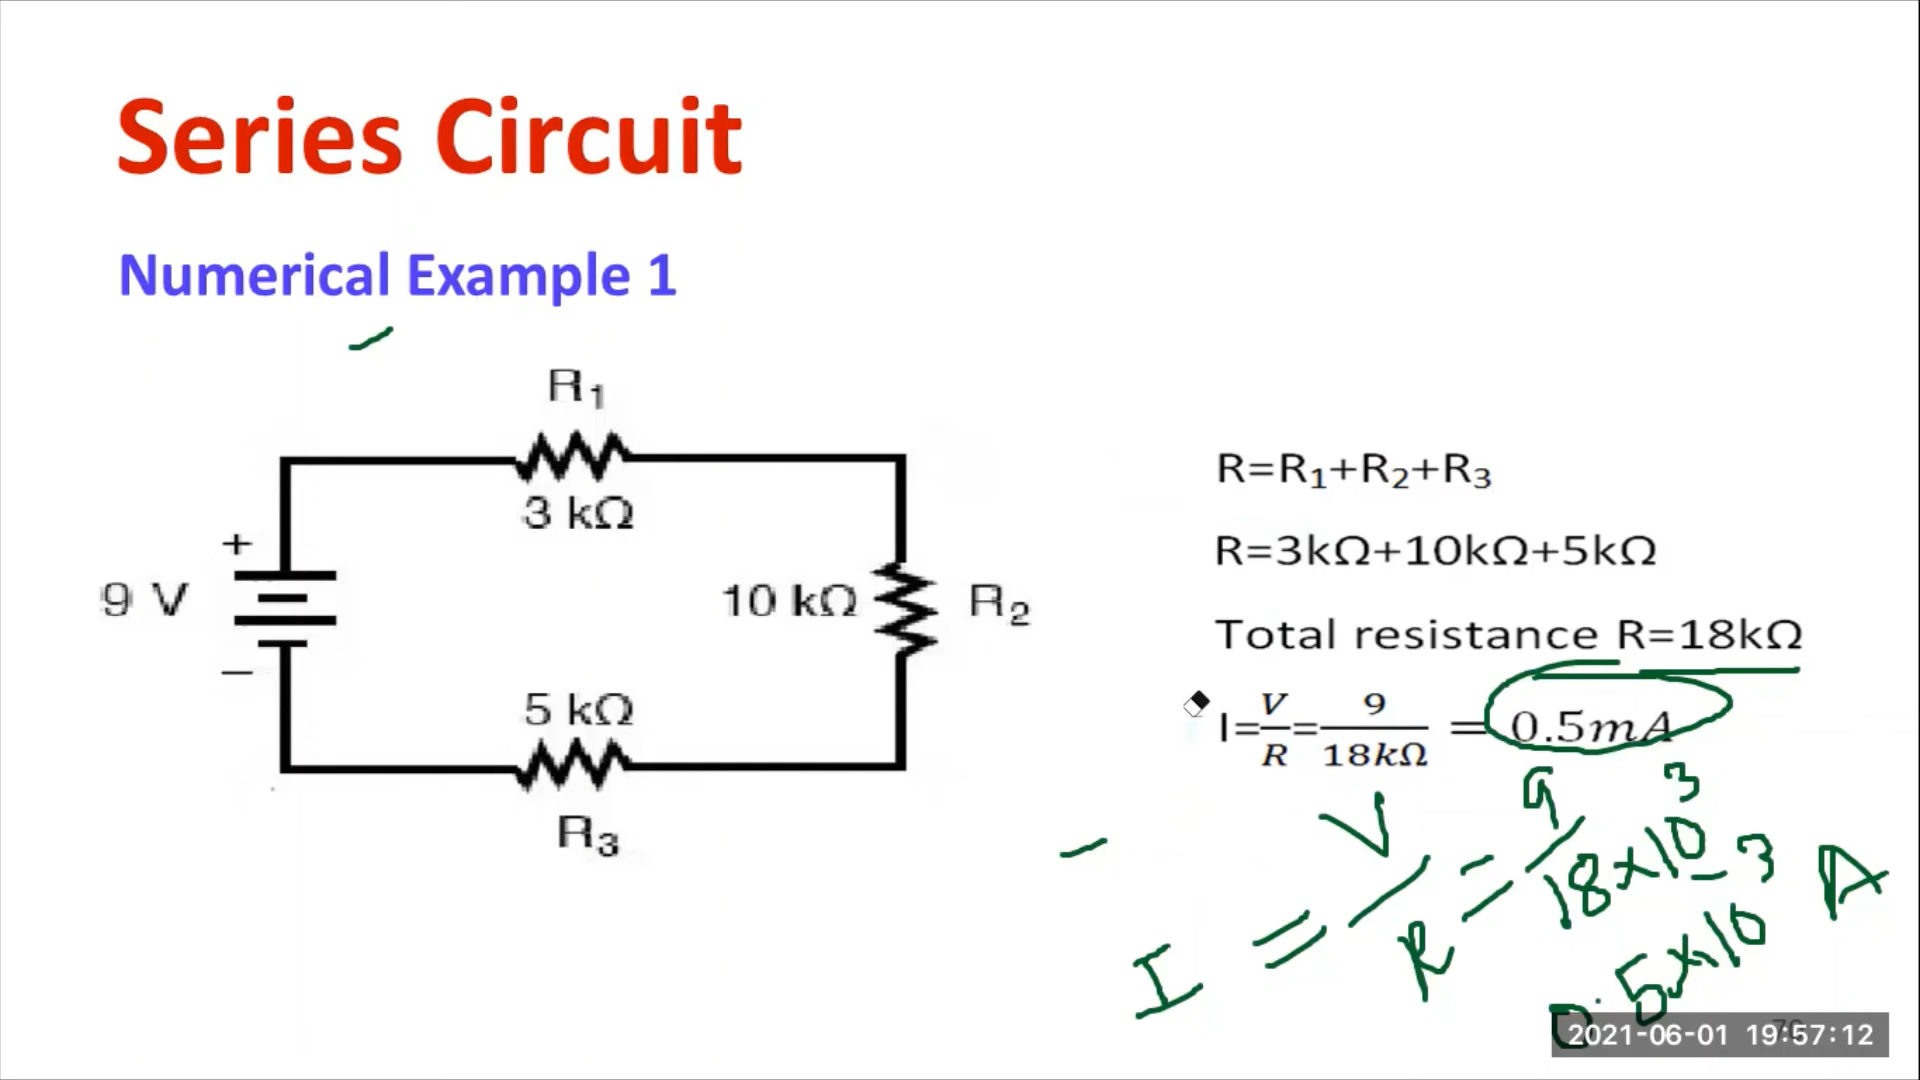 Series Circuit
Numerical Example 1
R₁
3 kΩ
+
9 V
−
10 kΩ
R₂
5 kΩ
R₃
R=R₁+R₂+R₃
R=3kΩ+10kΩ+5kΩ
Total resistance R=18kΩ
I=V/R=9/18kΩ = 0.5mA
I = V/R = 9/18×10³
0.5×10⁻³ A
2021-06-01 19:57:12